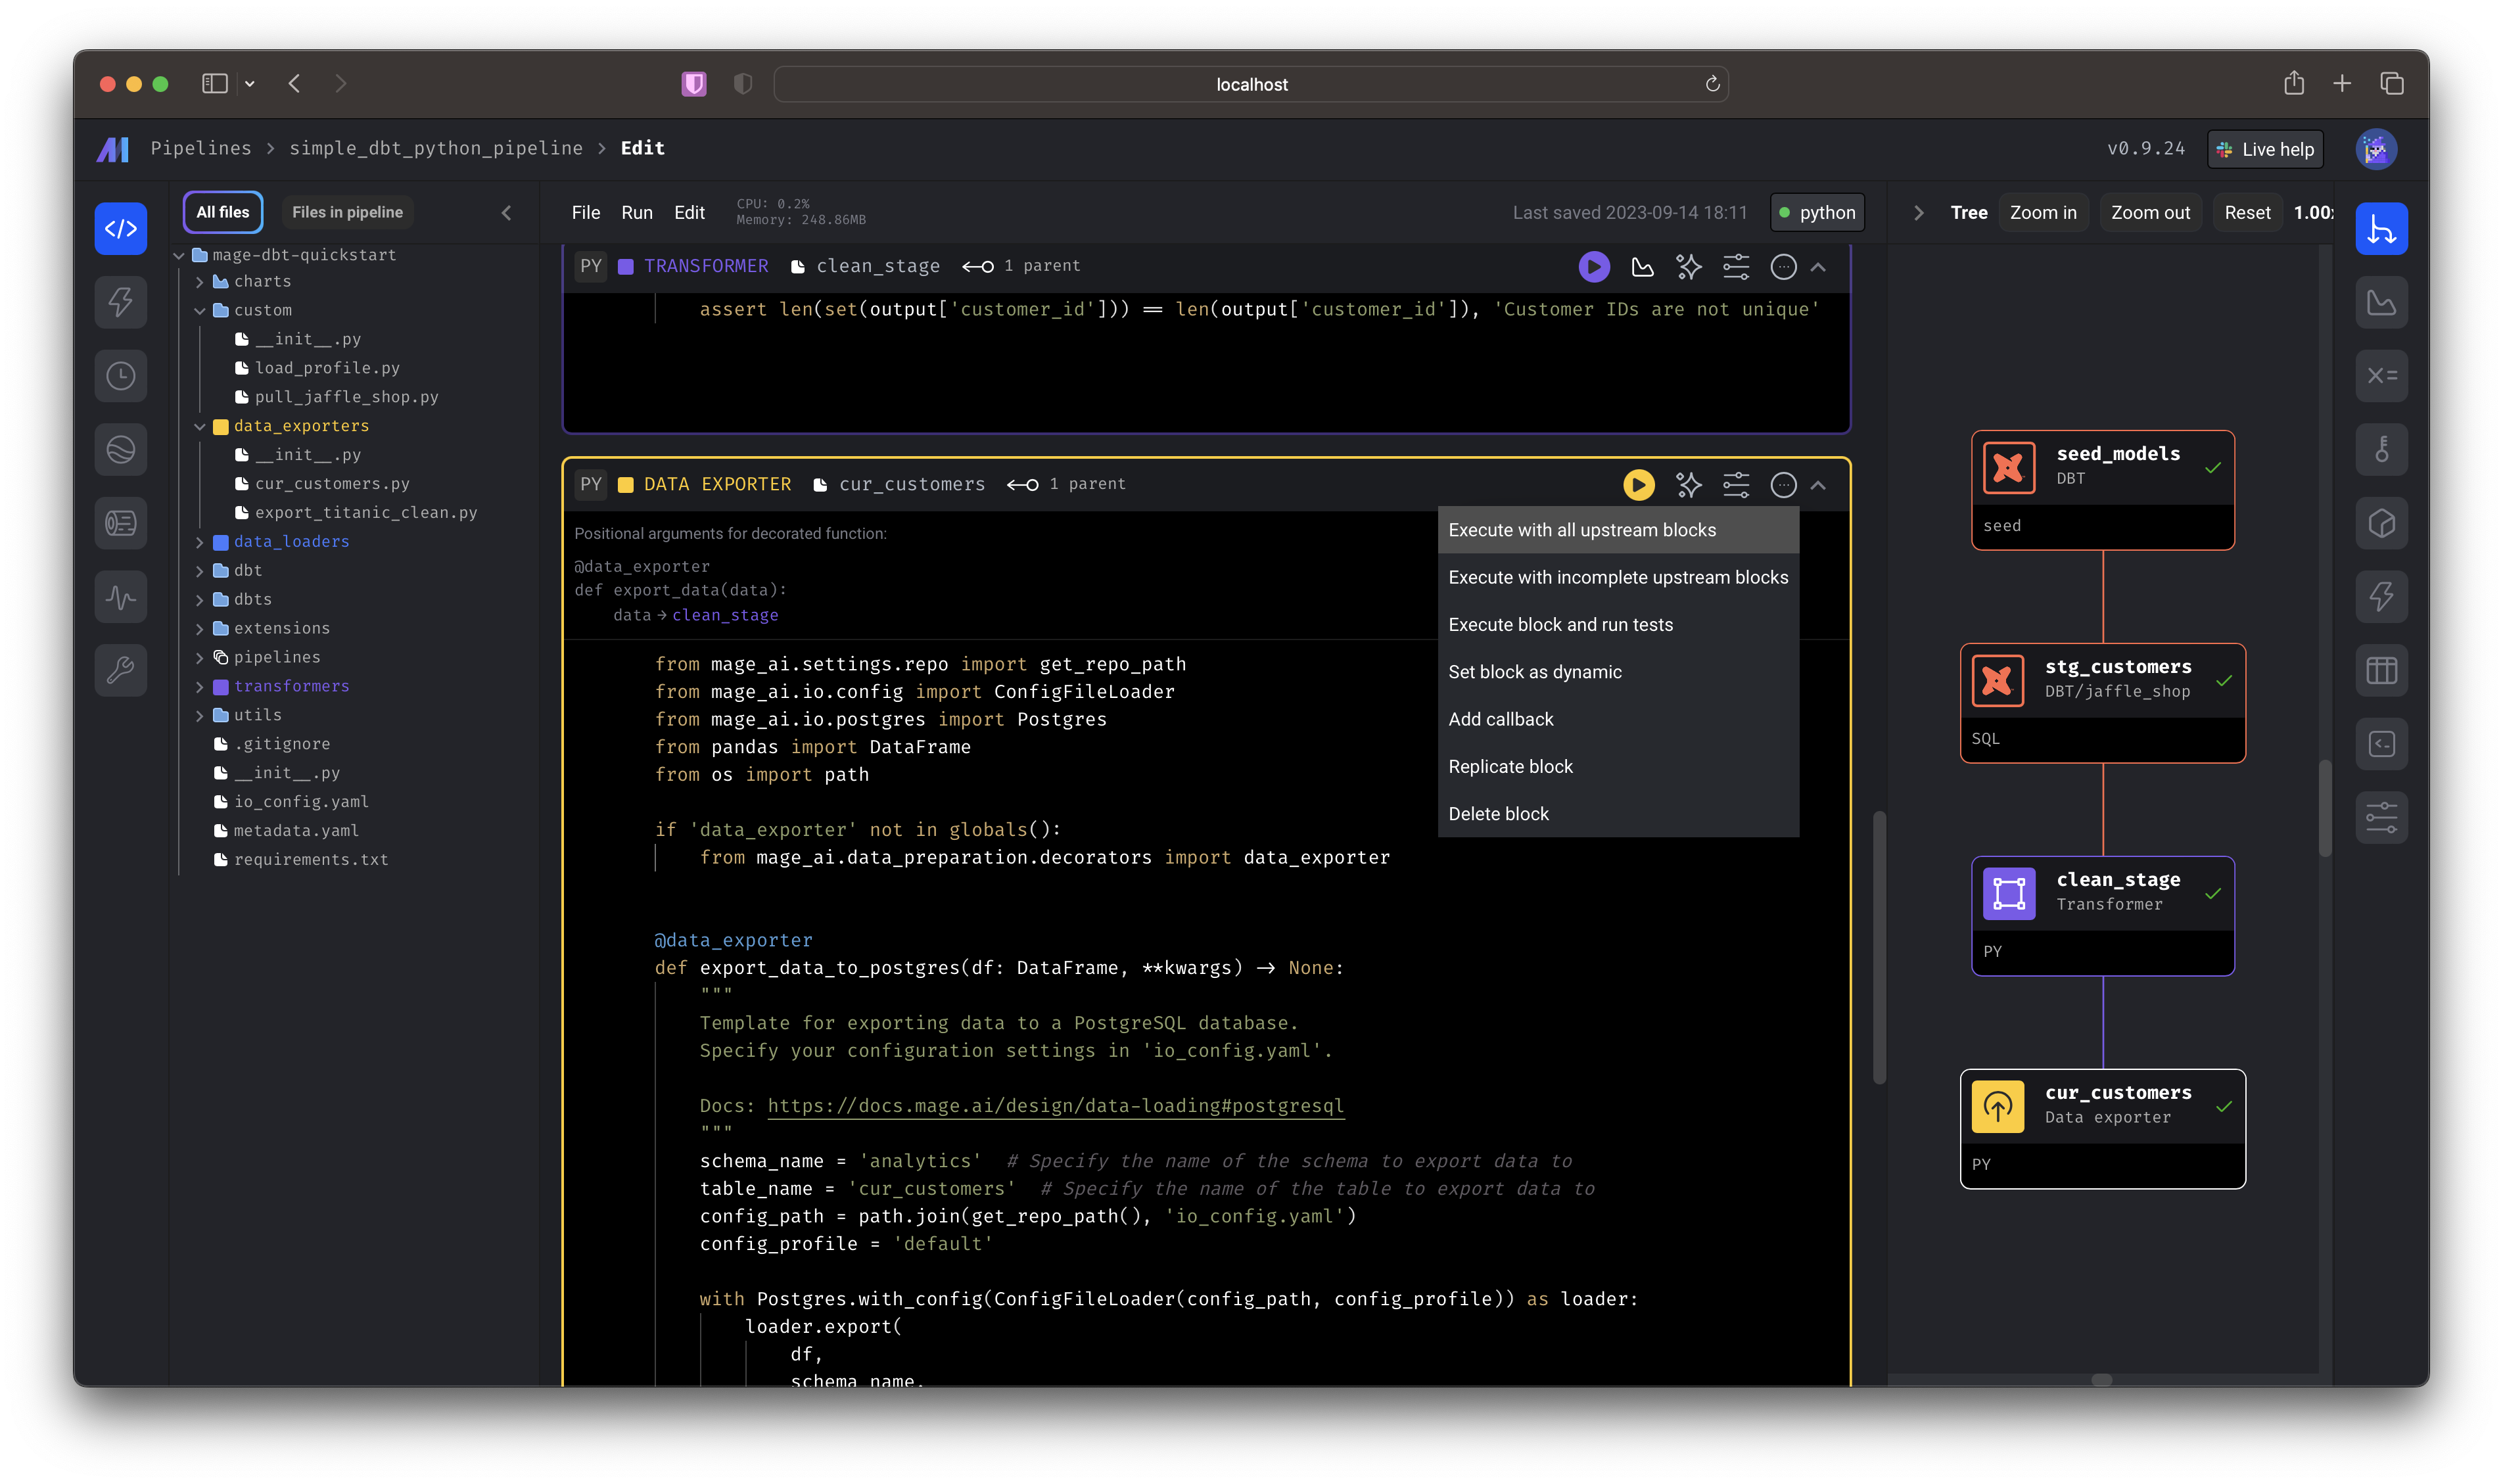 localhost
Pipelines > simple_dbt_python_pipeline > Edit
v0.9.24
Live help
All files
Files in pipeline
mage-dbt-quickstart
charts
custom
__init__.py
load_profile.py
pull_jaffle_shop.py
data_exporters
__init__.py
cur_customers.py
export_titanic_clean.py
data_loaders
dbt
dbts
extensions
pipelines
transformers
utils
.gitignore
__init__.py
io_config.yaml
metadata.yaml
requirements.txt
File Run Edit
CPU: 0.2%
Memory: 248.86MB
Last saved 2023-09-14 18:11
python
PY TRANSFORMER clean_stage 1 parent
assert len(set(output['customer_id'])) == len(output['customer_id']), 'Customer IDs are not unique'
PY DATA EXPORTER cur_customers 1 parent
Positional arguments for decorated function:
@data_exporter
def export_data(data):
data → clean_stage
Execute with all upstream blocks
Execute with incomplete upstream blocks
Execute block and run tests
Set block as dynamic
Add callback
Replicate block
Delete block
from mage_ai.settings.repo import get_repo_path
from mage_ai.io.config import ConfigFileLoader
from mage_ai.io.postgres import Postgres
from pandas import DataFrame
from os import path
if 'data_exporter' not in globals():
from mage_ai.data_preparation.decorators import data_exporter
@data_exporter
def export_data_to_postgres(df: DataFrame, **kwargs) -> None:
"""
Template for exporting data to a PostgreSQL database.
Specify your configuration settings in 'io_config.yaml'.
Docs: https://docs.mage.ai/design/data-loading#postgresql
"""
schema_name = 'analytics' # Specify the name of the schema to export data to
table_name = 'cur_customers' # Specify the name of the table to export data to
config_path = path.join(get_repo_path(), 'io_config.yaml')
config_profile = 'default'
with Postgres.with_config(ConfigFileLoader(config_path, config_profile)) as loader:
loader.export(
df,
schema_name,
Tree Zoom in Zoom out Reset 1.00x
seed_models
DBT
seed
stg_customers
DBT/jaffle_shop
SQL
clean_stage
Transformer
PY
cur_customers
Data exporter
PY